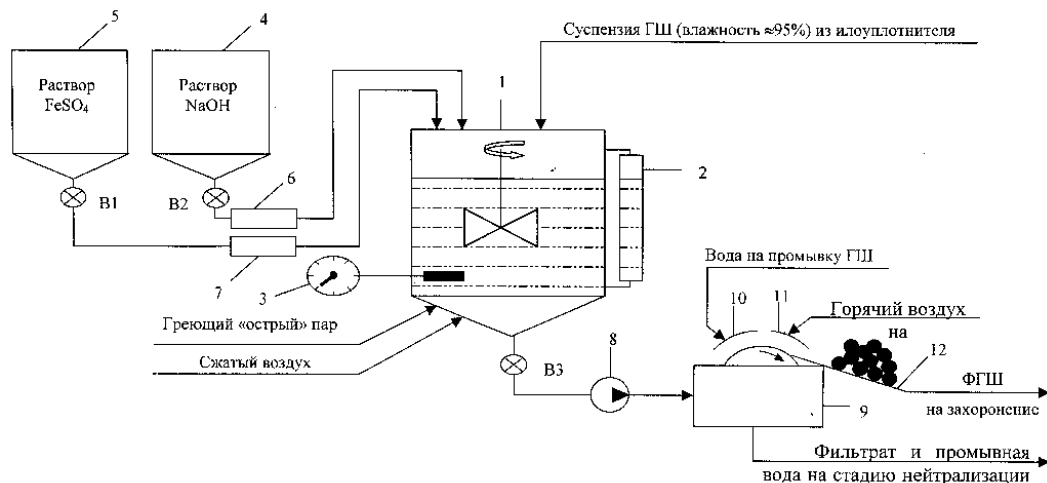 5
4
Суспензия ГШ (влажность ≈95%) из илоуплотнителя
Раствор
FeSO₄
Раствор
NaOH
1
2
B1
B2
6
7
3
Вода на промывку ГШ
10
11
Горячий воздух
на
Греющий «острый» пар
Сжатый воздух
B3
8
12
ФГШ
на захоронение
9
Фильтрат и промывная
вода на стадию нейтрализации